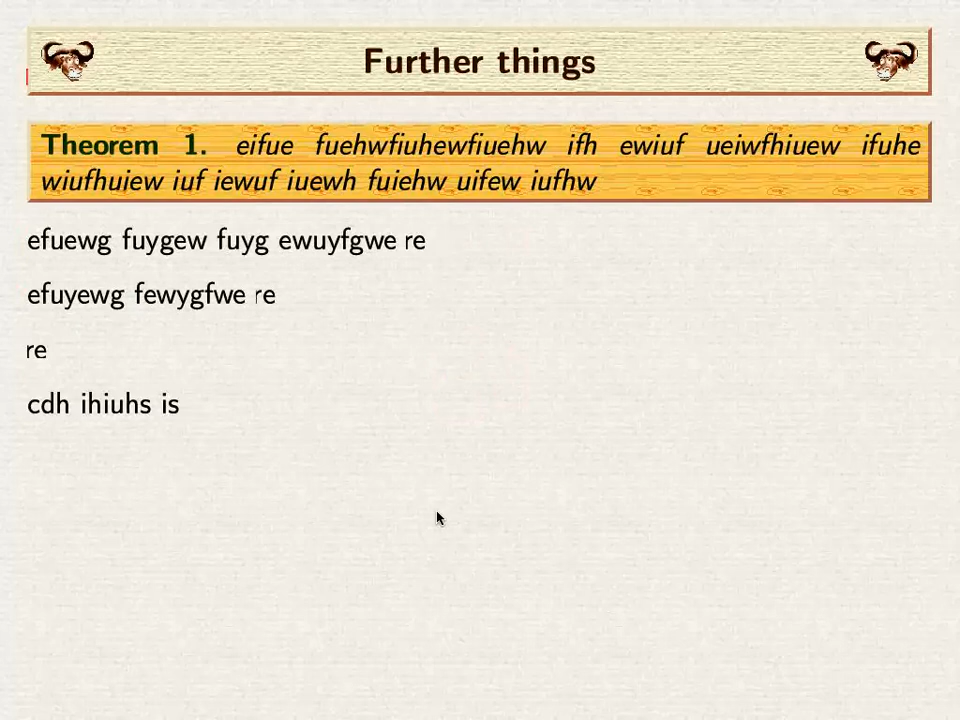 Further things
Theorem 1. eifue fuehwfiuhewfiuehw ifh ewiuf ueiwfhiuew ifuhe
wiufhuiew iuf iewuf iuewh fuiehw uifew iufhw
efuewg fuygew fuyg ewuyfgwe re
efuyewg fewygfwe re
re
cdh ihiuhs is